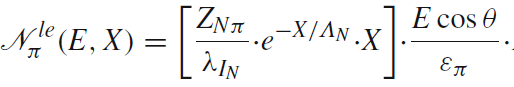 𝒩_π^{le}(E, X) = [ Z_{Nπ} / λ_{I_N} · e^{−X/Λ_N} · X ] · E cos θ / ε_π ·